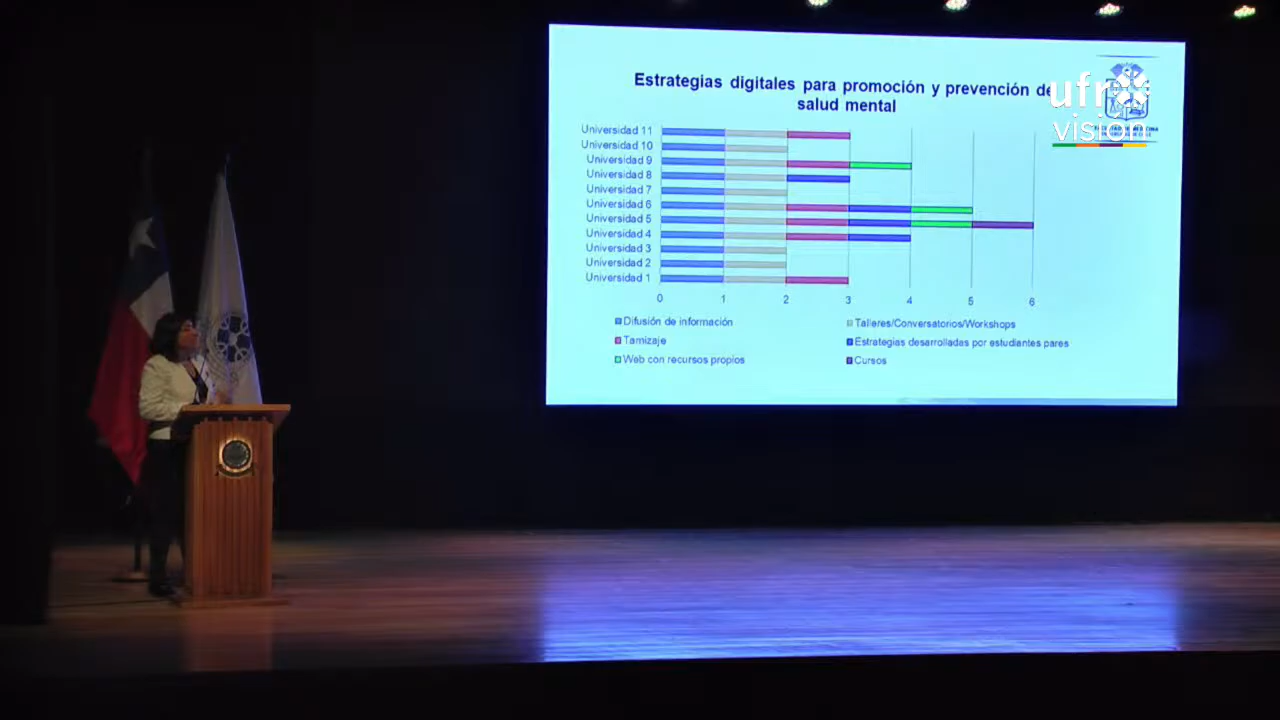 Estrategias digitales para promoción y prevención de
salud mental
ufro
visión
Universidad 11
Universidad 10
Universidad 9
Universidad 8
Universidad 7
Universidad 6
Universidad 5
Universidad 4
Universidad 3
Universidad 2
Universidad 1
0 1 2 3 4 5 6
Difusión de información
Talleres/Conversatorios/Workshops
Tamizaje
Estrategias desarrolladas por estudiantes pares
Web con recursos propios
Cursos